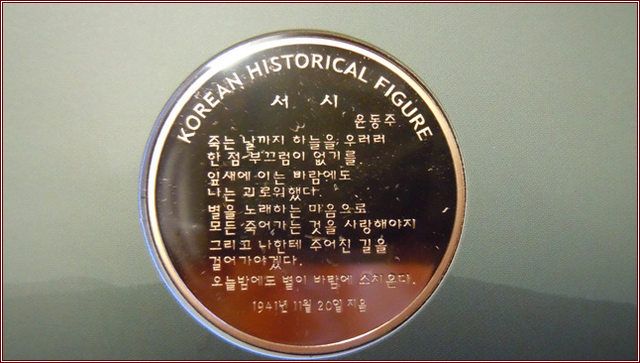 KOREAN HISTORICAL FIGURE
서 시
윤동주
죽는 날까지 하늘을 우러러
한 점 부끄럼이 없기를
잎새에 이는 바람에도
나는 괴로워했다.
별을 노래하는 마음으로
모든 죽어가는 것을 사랑해야지
그리고 나한테 주어진 길을
걸어가야겠다.
오늘밤에도 별이 바람에 스치운다.
1941년 11월 20일 지음